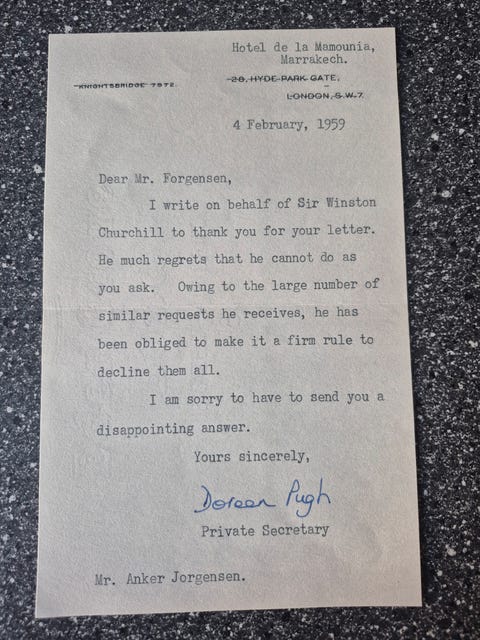 Hotel de la Mamounia,
Marrakech.
KNIGHTSBRIDGE 7972.
28, HYDE PARK GATE,
LONDON, S.W.7.
4 February, 1959
Dear Mr. Forgensen,
I write on behalf of Sir Winston
Churchill to thank you for your letter.
He much regrets that he cannot do as
you ask. Owing to the large number of
similar requests he receives, he has
been obliged to make it a firm rule to
decline them all.
I am sorry to have to send you a
disappointing answer.
Yours sincerely,
Doreen Pugh
Private Secretary
Mr. Anker Jorgensen.